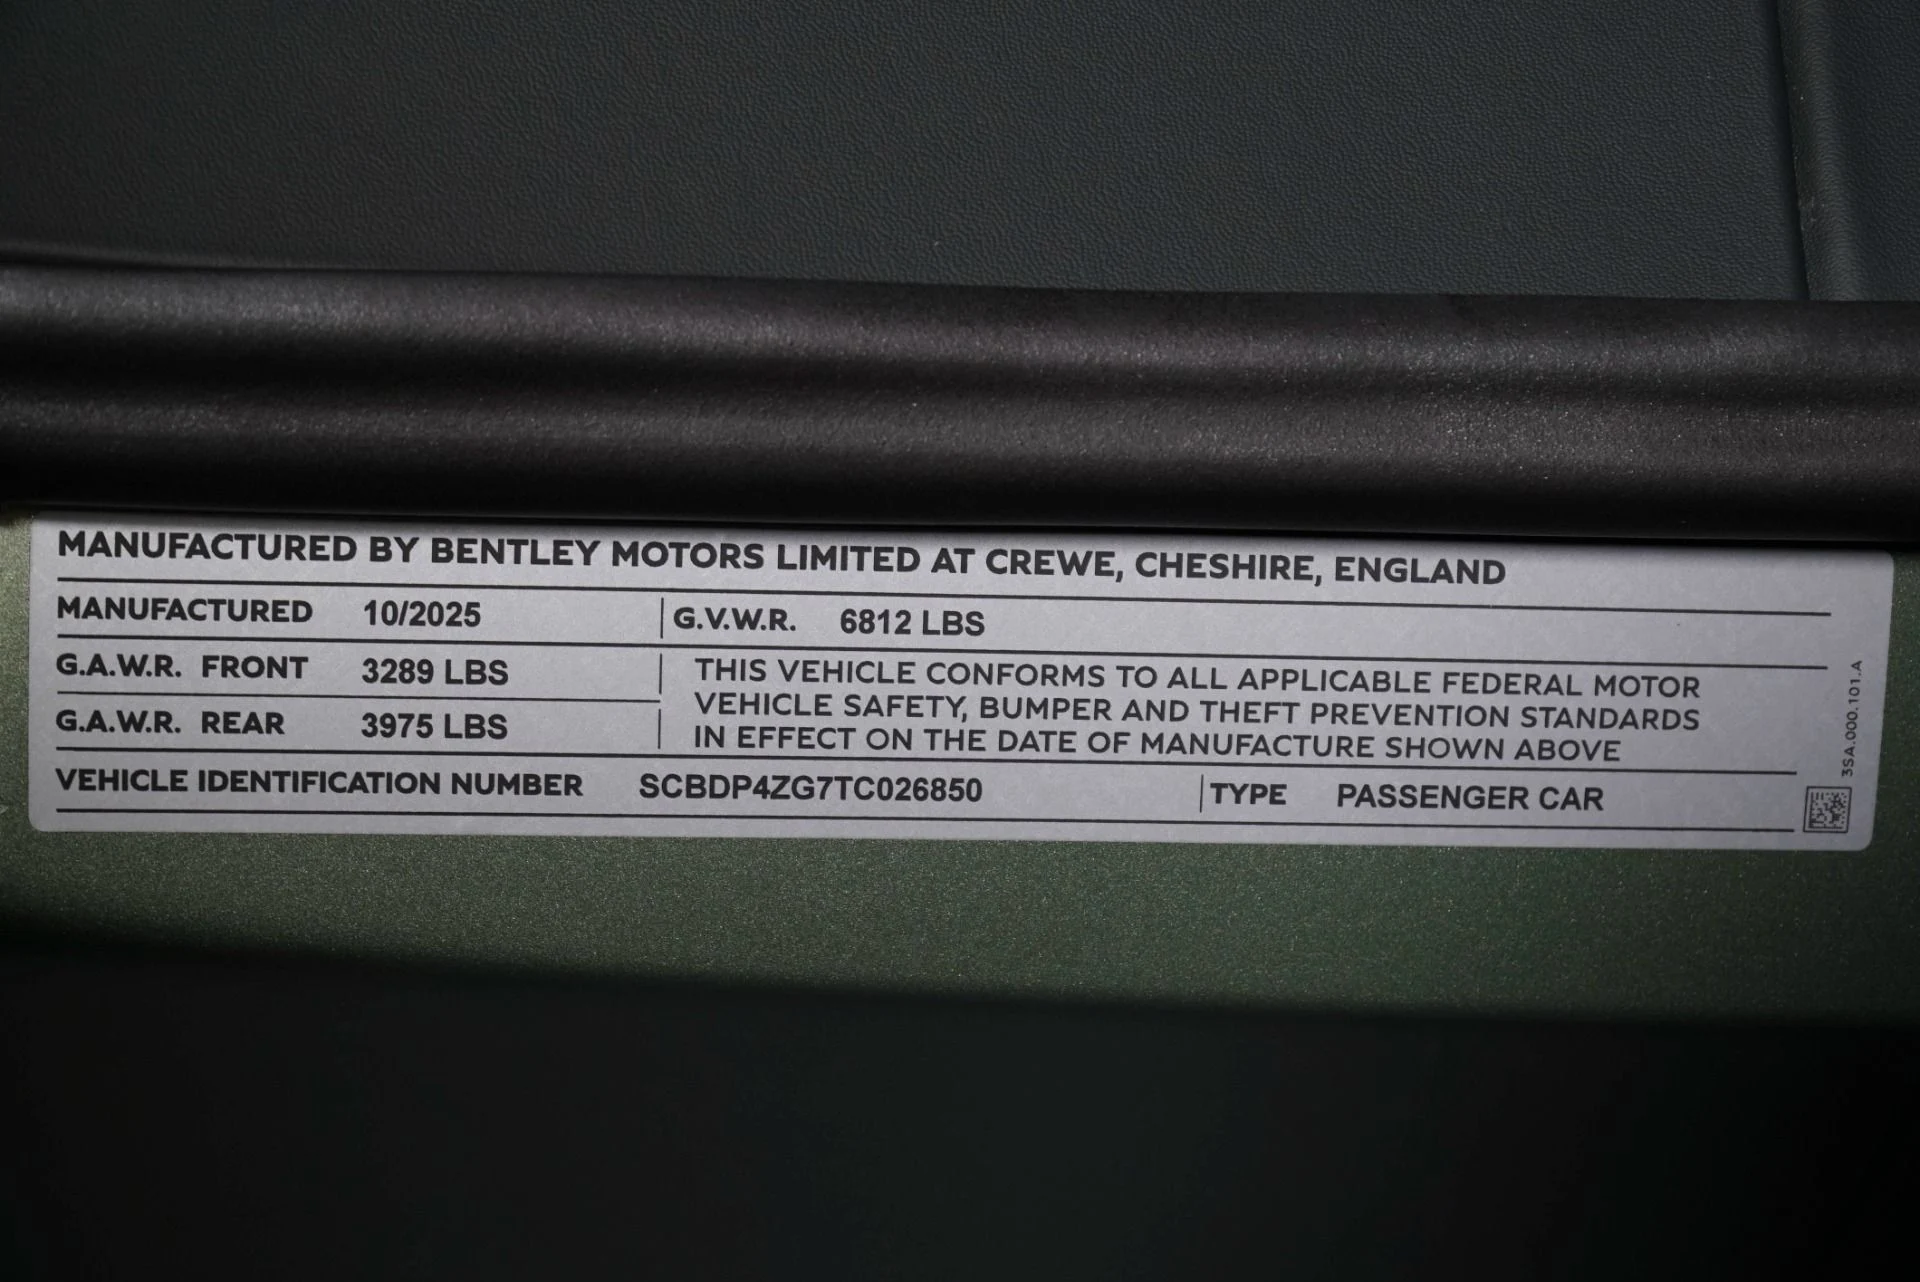 MANUFACTURED BY BENTLEY MOTORS LIMITED AT CREWE, CHESHIRE, ENGLAND
MANUFACTURED 10/2025 G.V.W.R. 6812 LBS
G.A.W.R. FRONT 3289 LBS
G.A.W.R. REAR 3975 LBS
THIS VEHICLE CONFORMS TO ALL APPLICABLE FEDERAL MOTOR
VEHICLE SAFETY, BUMPER AND THEFT PREVENTION STANDARDS
IN EFFECT ON THE DATE OF MANUFACTURE SHOWN ABOVE
VEHICLE IDENTIFICATION NUMBER SCBDP4ZG7TC026850 TYPE PASSENGER CAR
3SA.000.101.A